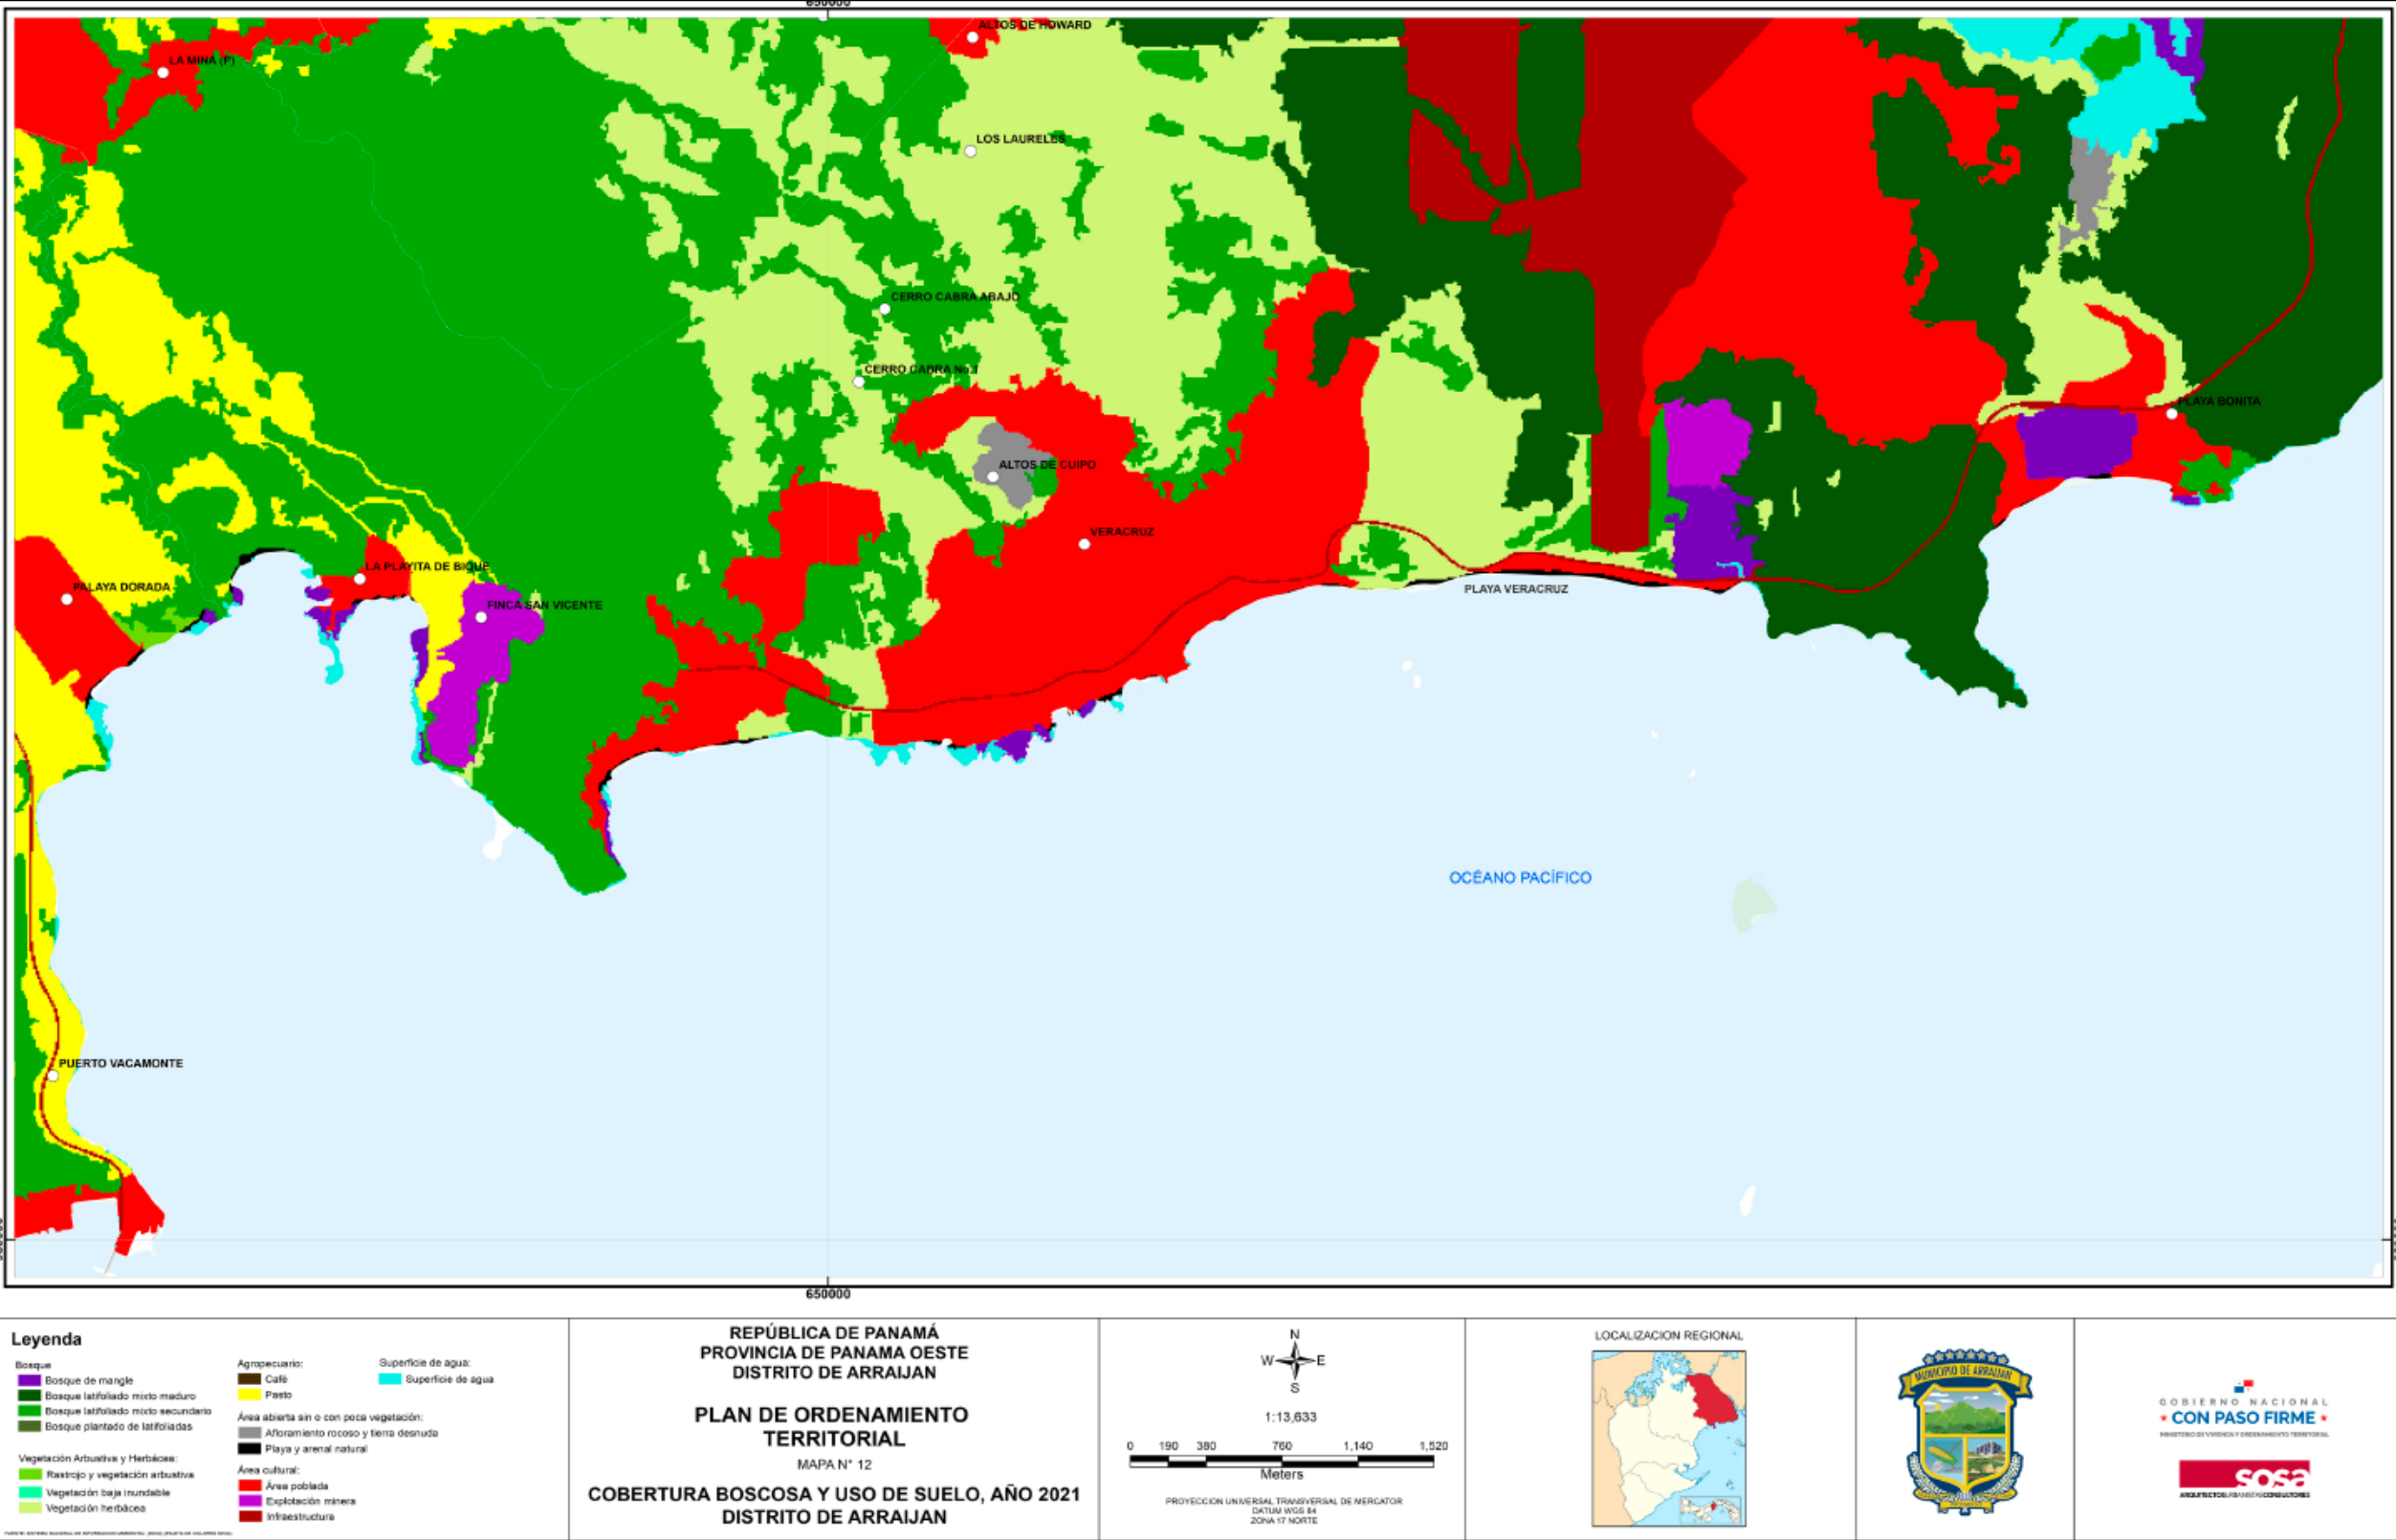 650000
ALTOS DE HOWARD
LA MINA (P)
LOS LAURELES
CERRO CABRA ABAJO
CERRO CABRA No.1
PLAYA BONITA
ALTOS DE CUIPO
VERACRUZ
LA PLAYITA DE BIQUE
PALAYA DORADA
FINCA SAN VICENTE
PLAYA VERACRUZ
OCÉANO PACÍFICO
PUERTO VACAMONTE
650000
Leyenda
Bosque
Bosque de mangle
Bosque latifoliado mixto maduro
Bosque latifoliado mixto secundario
Bosque plantado de latifoliadas
Vegetación Arbustiva y Herbácea:
Rastrojo y vegetación arbustiva
Vegetación baja inundable
Vegetación herbácea
Agropecuario:
Café
Pasto
Área abierta sin o con poca vegetación:
Afloramiento rocoso y tierra desnuda
Playa y arenal natural
Área cultural:
Área poblada
Explotación minera
Infraestructura
Superficie de agua:
Superficie de agua
REPÚBLICA DE PANAMÁ
PROVINCIA DE PANAMA OESTE
DISTRITO DE ARRAIJAN
PLAN DE ORDENAMIENTO
TERRITORIAL
MAPA N° 12
COBERTURA BOSCOSA Y USO DE SUELO, AÑO 2021
DISTRITO DE ARRAIJAN
N
W E
S
1:13,633
0 190 380 760 1,140 1,520
Meters
PROYECCION UNIVERSAL TRANSVERSAL DE MERCATOR
DATUM WGS 84
ZONA 17 NORTE
LOCALIZACION REGIONAL
MUNICIPIO DE ARRAIJAN
GOBIERNO NACIONAL
CON PASO FIRME
MINISTERIO DE VIVIENDA Y ORDENAMIENTO TERRITORIAL
sosa
ARQUITECTOSURBANISTASCONSULTORES